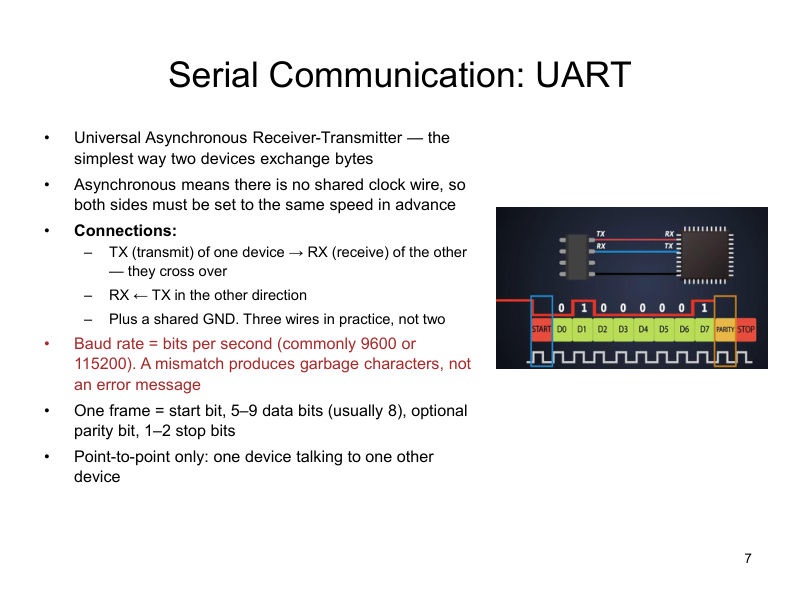 Serial Communication: UART
• Universal Asynchronous Receiver-Transmitter — the
simplest way two devices exchange bytes
• Asynchronous means there is no shared clock wire, so
both sides must be set to the same speed in advance
• Connections:
– TX (transmit) of one device → RX (receive) of the other
— they cross over
– RX ← TX in the other direction
– Plus a shared GND. Three wires in practice, not two
• Baud rate = bits per second (commonly 9600 or
115200). A mismatch produces garbage characters, not
an error message
• One frame = start bit, 5–9 data bits (usually 8), optional
parity bit, 1–2 stop bits
• Point-to-point only: one device talking to one other
device
TX RX
RX TX
0 1 0 0 0 0 0 1
START D0 D1 D2 D3 D4 D5 D6 D7 PARITY STOP
7